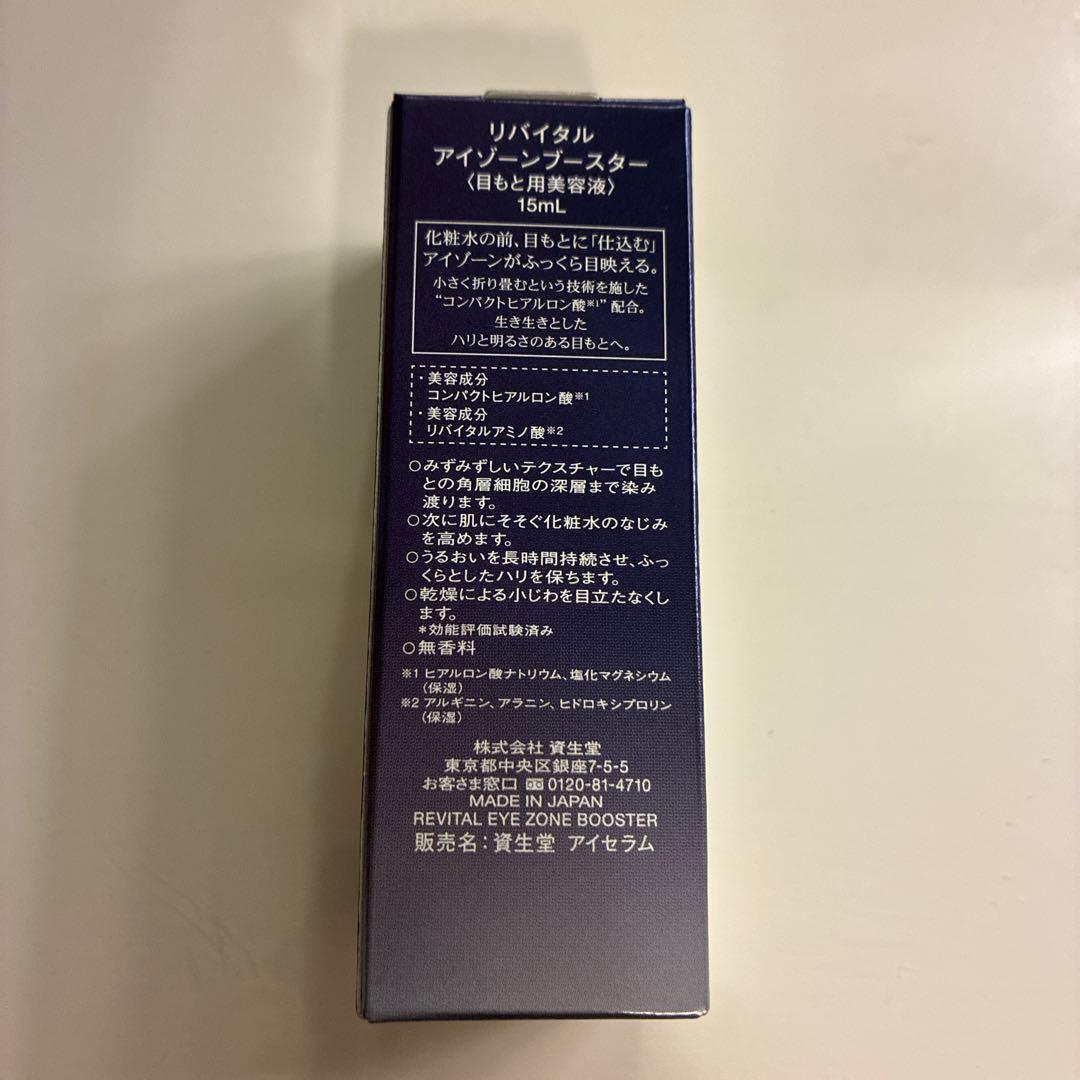 リバイタル
アイゾーンブースター
〈目もと用美容液〉
15mL
化粧水の前、目もとに「仕込む」
アイゾーンがふっくら目映える。
小さく折り畳むという技術を施した
“コンパクトヒアルロン酸※1”配合。
生き生きとした
ハリと明るさのある目もとへ。
・美容成分
コンパクトヒアルロン酸※1
・美容成分
リバイタルアミノ酸※2
○みずみずしいテクスチャーで目も
との角層細胞の深層まで染み
渡ります。
○次に肌にそそぐ化粧水のなじみ
を高めます。
○うるおいを長時間持続させ、ふっ
くらとしたハリを保ちます。
○乾燥による小じわを目立たなくし
ます。
*効能評価試験済み
○無香料
※1 ヒアルロン酸ナトリウム、塩化マグネシウム
（保湿）
※2 アルギニン、アラニン、ヒドロキシプロリン
（保湿）
株式会社 資生堂
東京都中央区銀座7-5-5
お客さま窓口 0120-81-4710
MADE IN JAPAN
REVITAL EYE ZONE BOOSTER
販売名：資生堂 アイセラム